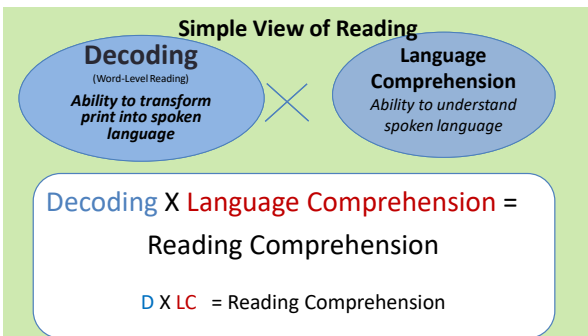 Simple View of Reading
Decoding
(Word-Level Reading)
Ability to transform
print into spoken
language
Language
Comprehension
Ability to understand
spoken language
Decoding X Language Comprehension =
Reading Comprehension
D X LC = Reading Comprehension